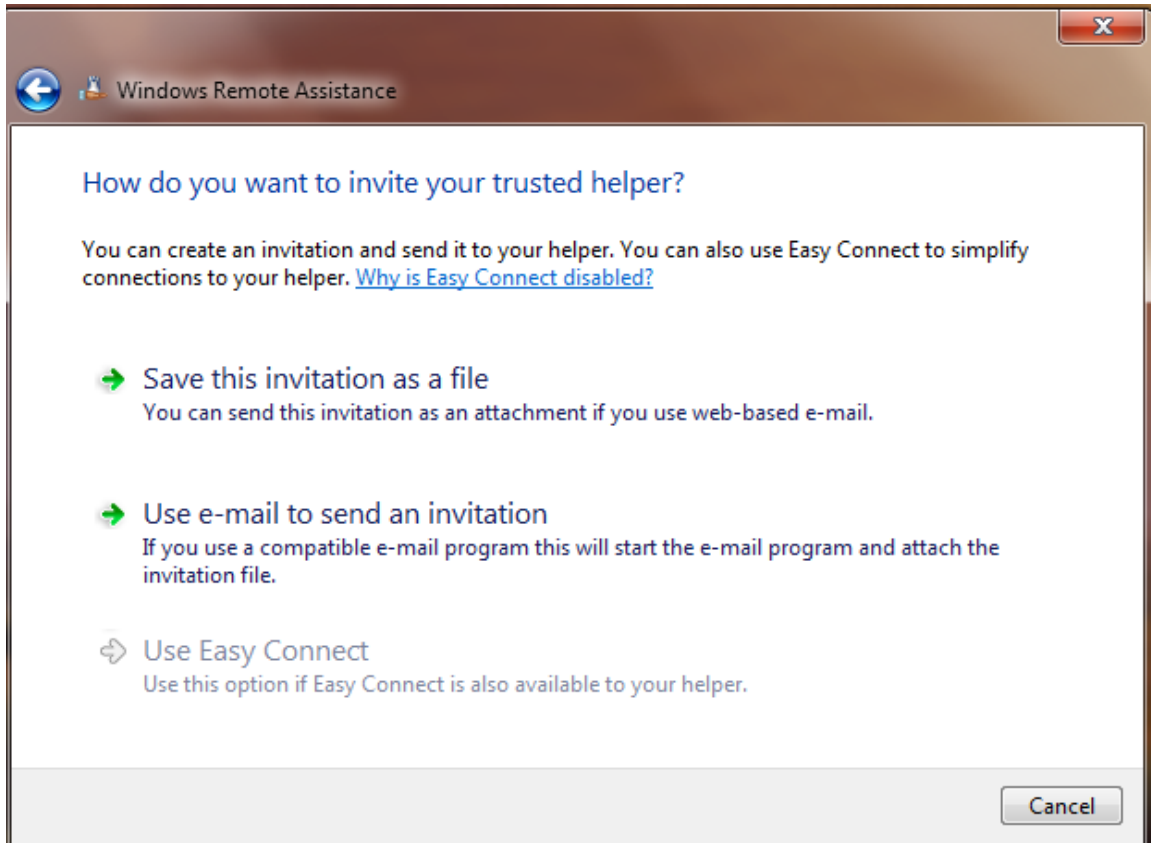 Windows Remote Assistance
How do you want to invite your trusted helper?
You can create an invitation and send it to your helper. You can also use Easy Connect to simplify
connections to your helper. Why is Easy Connect disabled?
Save this invitation as a file
You can send this invitation as an attachment if you use web-based e-mail.
Use e-mail to send an invitation
If you use a compatible e-mail program this will start the e-mail program and attach the
invitation file.
Use Easy Connect
Use this option if Easy Connect is also available to your helper.
Cancel